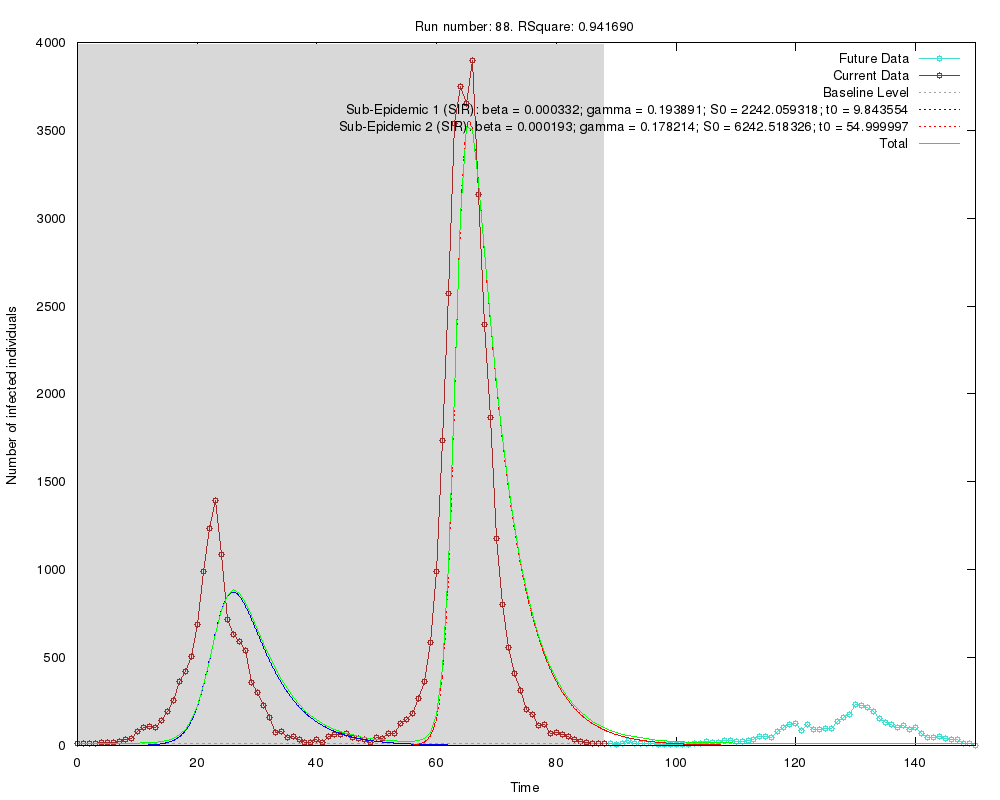 Run number: 88. RSquare: 0.941690
4000
3500
3000
2500
2000
1500
1000
500
0
Number of infected individuals
Future Data
Current Data
Baseline Level
Sub-Epidemic 1 (SIR): beta = 0.000332; gamma = 0.193891; S0 = 2242.059318; t0 = 9.843554
Sub-Epidemic 2 (SIR): beta = 0.000193; gamma = 0.178214; S0 = 6242.518326; t0 = 54.999997
Total
0 20 40 60 80 100 120 140
Time